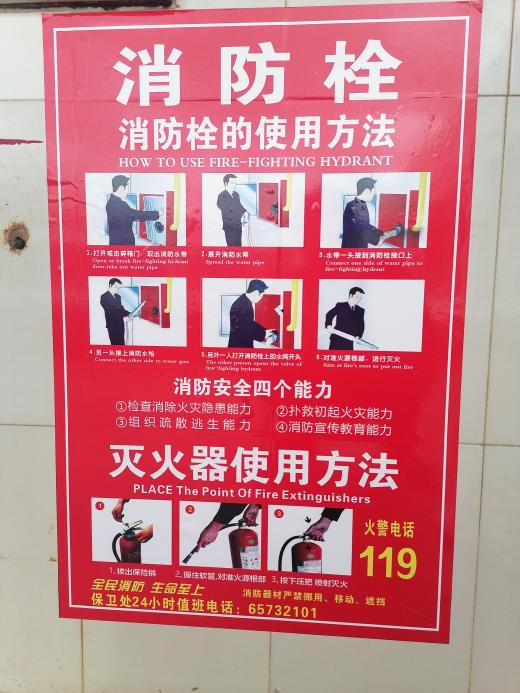 消防栓
消防栓的使用方法
HOW TO USE FIRE-FIGHTING HYDRANT
1.打开或击碎箱门，取出消防水带
Open or break fire-fighting hydrant
door,take out water pipe
2.展开消防水带
Spread the water pipe
3.水带一头接到消防栓接口上
Connect one side of water pipe to
fire-fighting hydrant
4.另一头接上消防水枪
Connect the other side to water gun
5.另外一人打开消防栓上的水阀开头
The other person opens the valve of
fire-fighting hydrant
6.对准火源根部，进行灭火
Aim at fire's root to put out fire
消防安全四个能力
①检查消除火灾隐患能力 ②扑救初起火灾能力
③组织疏散逃生能力 ④消防宣传教育能力
灭火器使用方法
PLACE The Point Of Fire Extinguishers
1 2 3
火警电话
119
1.拔出保险销 2.握住软管,对准火源根部 3.按下压把 喷射灭火
全民消防 生命至上
消防器材严禁挪用、移动、遮挡
保卫处24小时值班电话：65732101